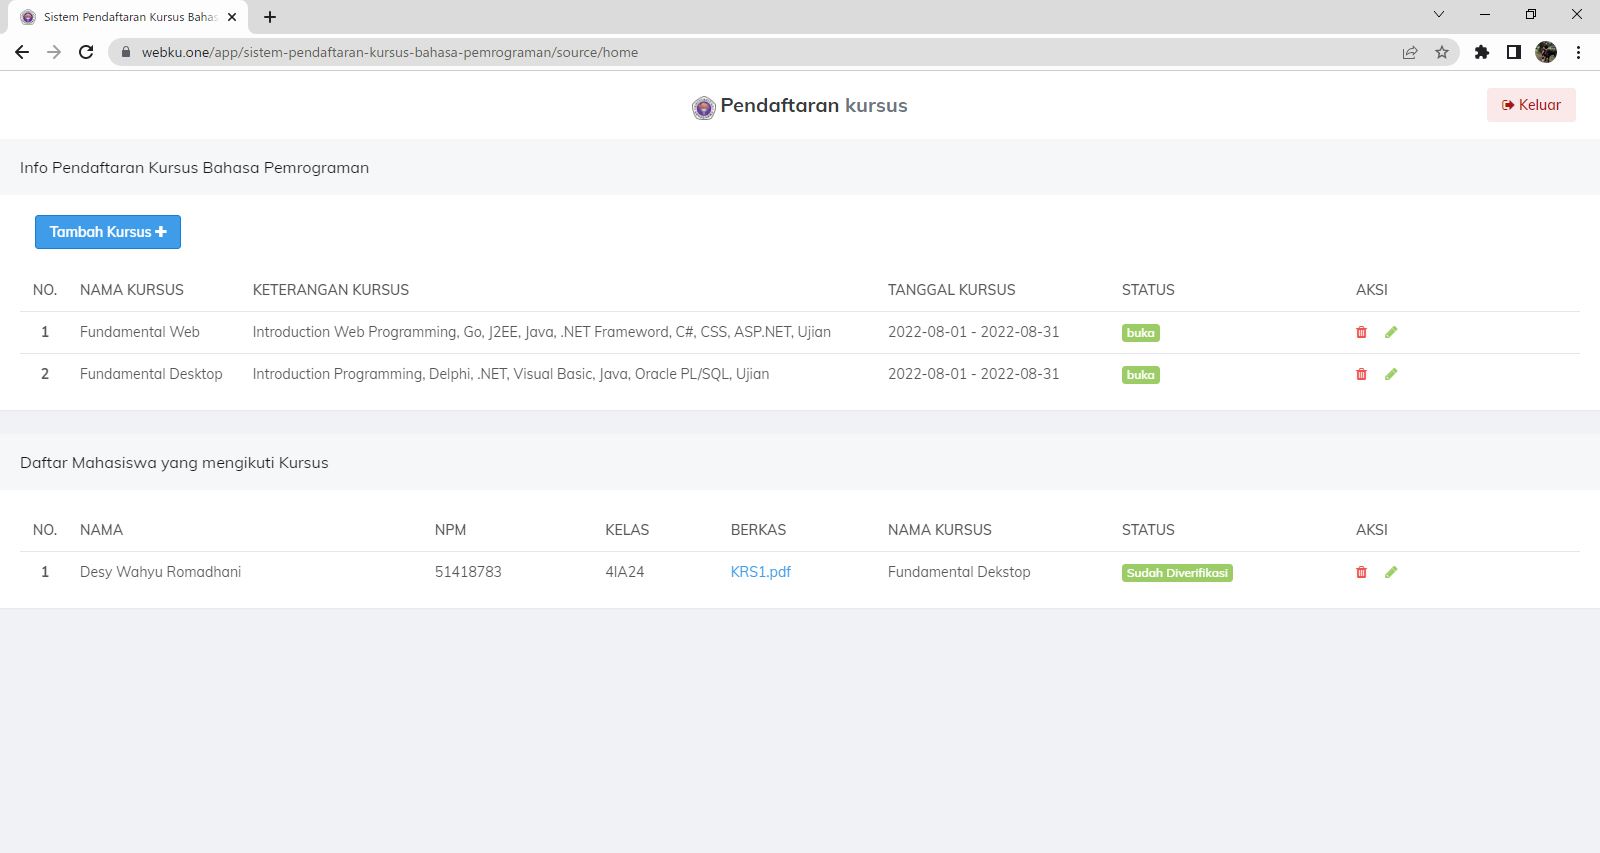 Sistem Pendaftaran Kursus Bahas
webku.one/app/sistem-pendaftaran-kursus-bahasa-pemrograman/source/home
Pendaftaran kursus
Keluar
Info Pendaftaran Kursus Bahasa Pemrograman
Tambah Kursus
NO. NAMA KURSUS KETERANGAN KURSUS TANGGAL KURSUS STATUS AKSI
1 Fundamental Web Introduction Web Programming, Go, J2EE, Java, .NET Frameword, C#, CSS, ASP.NET, Ujian 2022-08-01 - 2022-08-31 buka
2 Fundamental Desktop Introduction Programming, Delphi, .NET, Visual Basic, Java, Oracle PL/SQL, Ujian 2022-08-01 - 2022-08-31 buka
Daftar Mahasiswa yang mengikuti Kursus
NO. NAMA NPM KELAS BERKAS NAMA KURSUS STATUS AKSI
1 Desy Wahyu Romadhani 51418783 4IA24 KRS1.pdf Fundamental Dekstop Sudah Diverifikasi